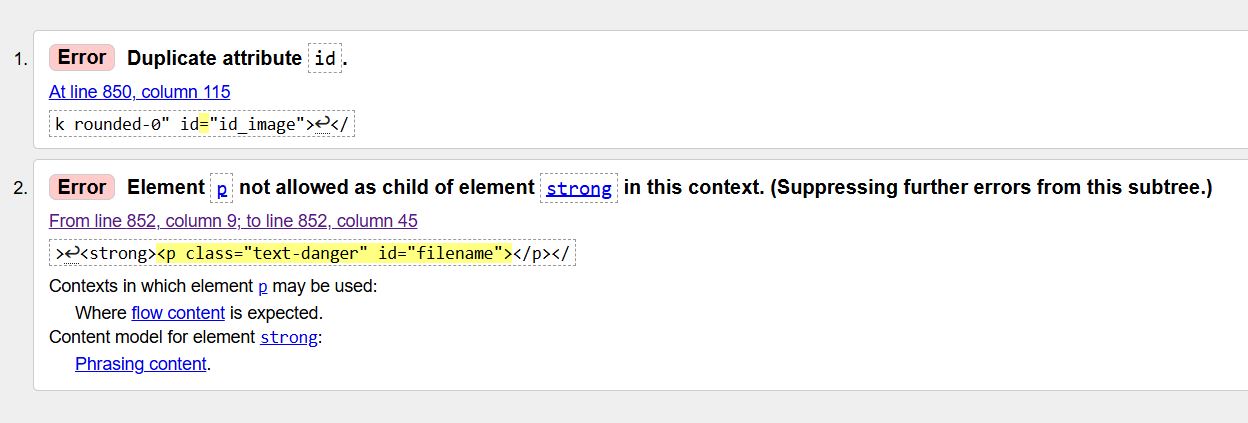 1. Error Duplicate attribute id.
At line 850, column 115
k rounded-0" id="id_image">↩</
2. Error Element p not allowed as child of element strong in this context. (Suppressing further errors from this subtree.)
From line 852, column 9; to line 852, column 45
>↩<strong><p class="text-danger" id="filename"></p></
Contexts in which element p may be used:
Where flow content is expected.
Content model for element strong:
Phrasing content.